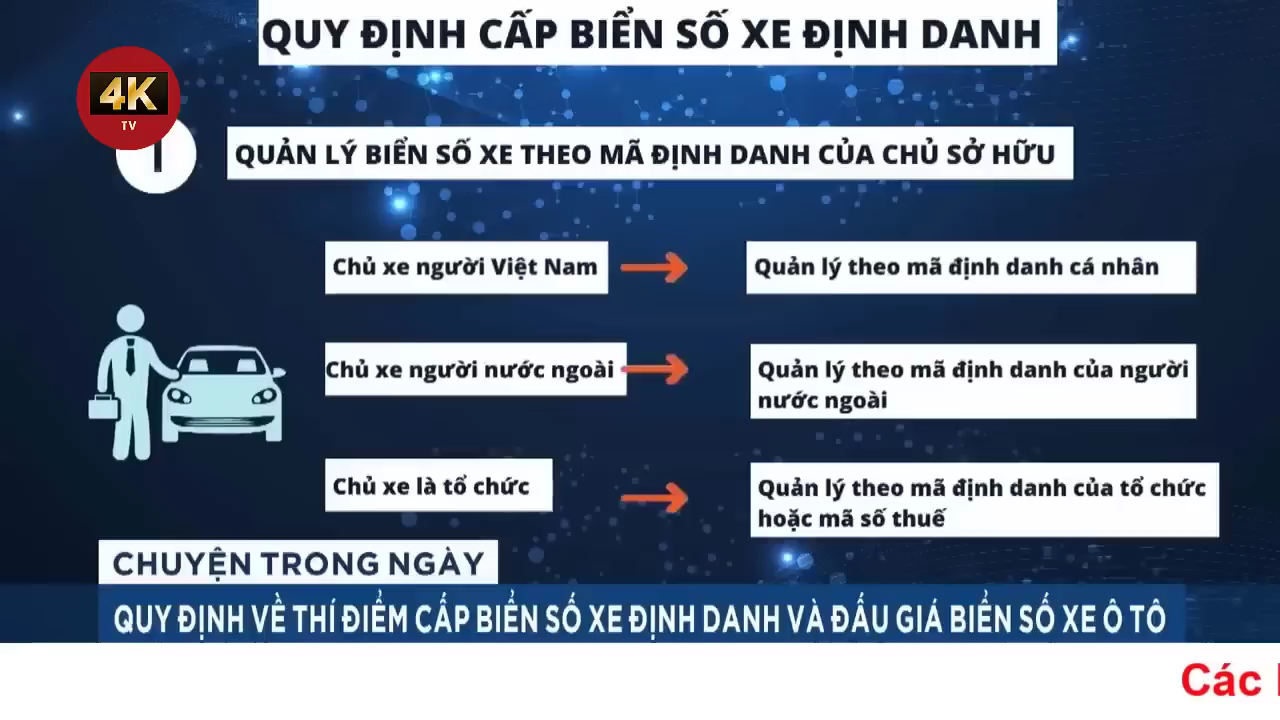 QUY ĐỊNH CẤP BIỂN SỐ XE ĐỊNH DANH
4K
TV
1
QUẢN LÝ BIỂN SỐ XE THEO MÃ ĐỊNH DANH CỦA CHỦ SỞ HỮU
Chủ xe người Việt Nam
Quản lý theo mã định danh cá nhân
Chủ xe người nước ngoài
Quản lý theo mã định danh của người
nước ngoài
Chủ xe là tổ chức
Quản lý theo mã định danh của tổ chức
hoặc mã số thuế
CHUYỆN TRONG NGÀY
QUY ĐỊNH VỀ THÍ ĐIỂM CẤP BIỂN SỐ XE ĐỊNH DANH VÀ ĐẤU GIÁ BIỂN SỐ XE Ô TÔ
Các